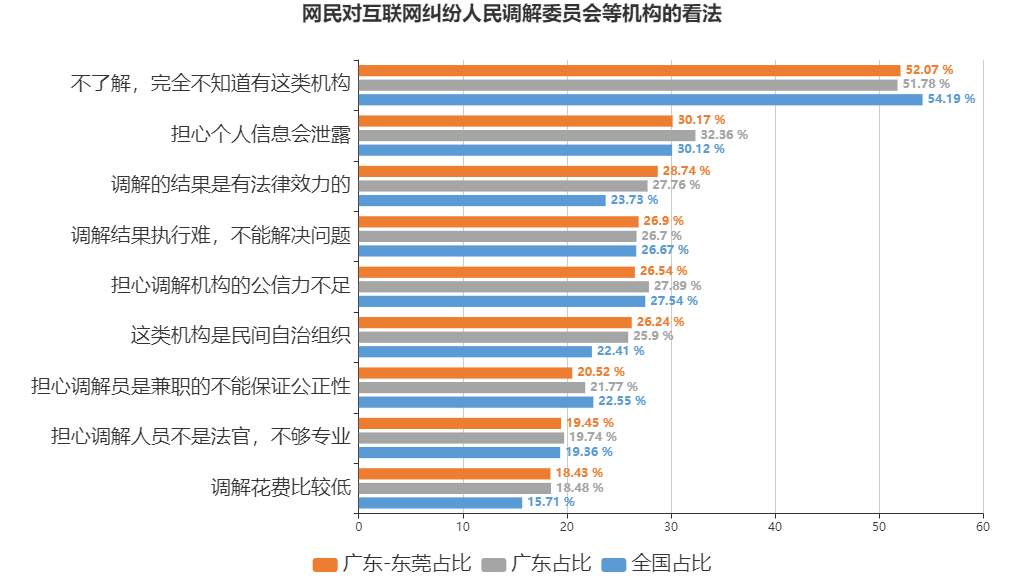 网民对互联网纠纷人民调解委员会等机构的看法
不了解，完全不知道有这类机构
52.07 %
51.78 %
54.19 %
担心个人信息会泄露
30.17 %
32.36 %
30.12 %
调解的结果是有法律效力的
28.74 %
27.76 %
23.73 %
调解结果执行难，不能解决问题
26.9 %
26.7 %
26.67 %
担心调解机构的公信力不足
26.54 %
27.89 %
27.54 %
这类机构是民间自治组织
26.24 %
25.9 %
22.41 %
担心调解员是兼职的不能保证公正性
20.52 %
21.77 %
22.55 %
担心调解人员不是法官，不够专业
19.45 %
19.74 %
19.36 %
调解花费比较低
18.43 %
18.48 %
15.71 %
0 10 20 30 40 50 60
广东-东莞占比 广东占比 全国占比